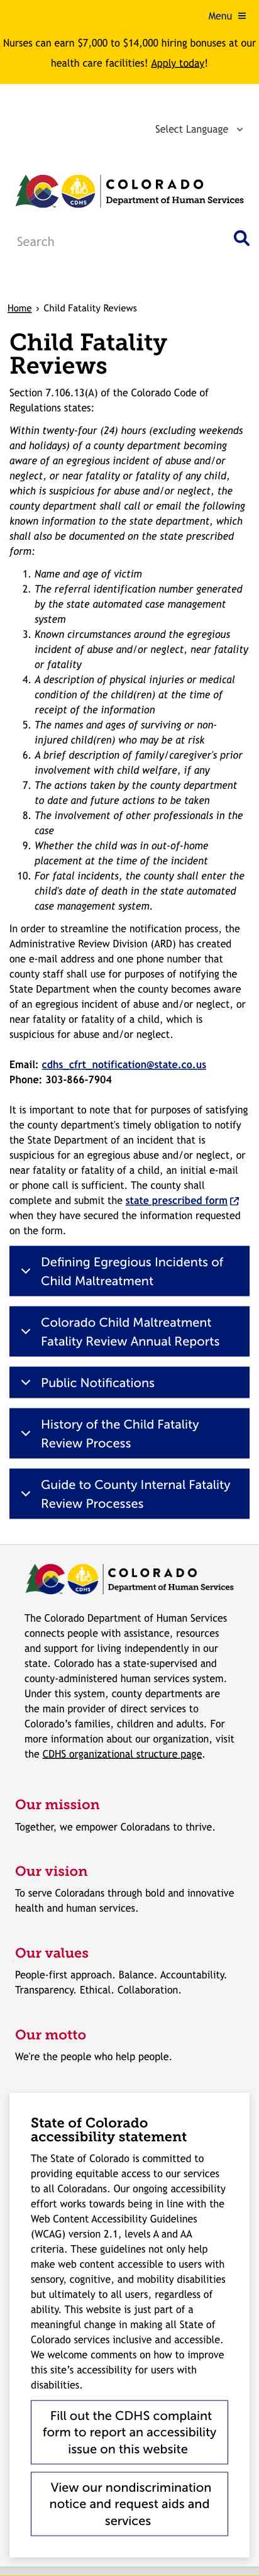 Menu ≡
Nurses can earn $7,000 to $14,000 hiring bonuses at our
health care facilities! Apply today!
Select Language
CDHS
COLORADO
Department of Human Services
Search
Home › Child Fatality Reviews
Child Fatality
Reviews
Section 7.106.13(A) of the Colorado Code of
Regulations states:
Within twenty-four (24) hours (excluding weekends
and holidays) of a county department becoming
aware of an egregious incident of abuse and/or
neglect, or near fatality or fatality of any child,
which is suspicious for abuse and/or neglect, the
county department shall call or email the following
known information to the state department, which
shall also be documented on the state prescribed
form:
1. Name and age of victim
2. The referral identification number generated
by the state automated case management
system
3. Known circumstances around the egregious
incident of abuse and/or neglect, near fatality
or fatality
4. A description of physical injuries or medical
condition of the child(ren) at the time of
receipt of the information
5. The names and ages of surviving or non-
injured child(ren) who may be at risk
6. A brief description of family/caregiver's prior
involvement with child welfare, if any
7. The actions taken by the county department
to date and future actions to be taken
8. The involvement of other professionals in the
case
9. Whether the child was in out-of-home
placement at the time of the incident
10. For fatal incidents, the county shall enter the
child's date of death in the state automated
case management system.
In order to streamline the notification process, the
Administrative Review Division (ARD) has created
one e-mail address and one phone number that
county staff shall use for purposes of notifying the
State Department when the county becomes aware
of an egregious incident of abuse and/or neglect, or
near fatality or fatality of a child, which is
suspicious for abuse and/or neglect.
Email: cdhs_cfrt_notification@state.co.us
Phone: 303-866-7904
It is important to note that for purposes of satisfying
the county department's timely obligation to notify
the State Department of an incident that is
suspicious for an egregious abuse and/or neglect, or
near fatality or fatality of a child, an initial e-mail
or phone call is sufficient. The county shall
complete and submit the state prescribed form
when they have secured the information requested
on the form.
Defining Egregious Incidents of
Child Maltreatment
Colorado Child Maltreatment
Fatality Review Annual Reports
Public Notifications
History of the Child Fatality
Review Process
Guide to County Internal Fatality
Review Processes
CDHS
COLORADO
Department of Human Services
The Colorado Department of Human Services
connects people with assistance, resources
and support for living independently in our
state. Colorado has a state-supervised and
county-administered human services system.
Under this system, county departments are
the main provider of direct services to
Colorado’s families, children and adults. For
more information about our organization, visit
the CDHS organizational structure page.
Our mission
Together, we empower Coloradans to thrive.
Our vision
To serve Coloradans through bold and innovative
health and human services.
Our values
People-first approach. Balance. Accountability.
Transparency. Ethical. Collaboration.
Our motto
We're the people who help people.
State of Colorado
accessibility statement
The State of Colorado is committed to
providing equitable access to our services
to all Coloradans. Our ongoing accessibility
effort works towards being in line with the
Web Content Accessibility Guidelines
(WCAG) version 2.1, levels A and AA
criteria. These guidelines not only help
make web content accessible to users with
sensory, cognitive, and mobility disabilities
but ultimately to all users, regardless of
ability. This website is just part of a
meaningful change in making all State of
Colorado services inclusive and accessible.
We welcome comments on how to improve
this site’s accessibility for users with
disabilities.
Fill out the CDHS complaint
form to report an accessibility
issue on this website
View our nondiscrimination
notice and request aids and
services